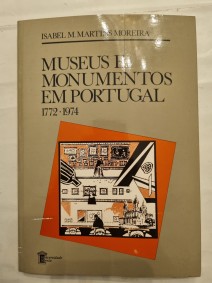 ISABEL M. MARTINS MOREIRA
MUSEUS E
MONUMENTOS
EM PORTUGAL
1772-1974